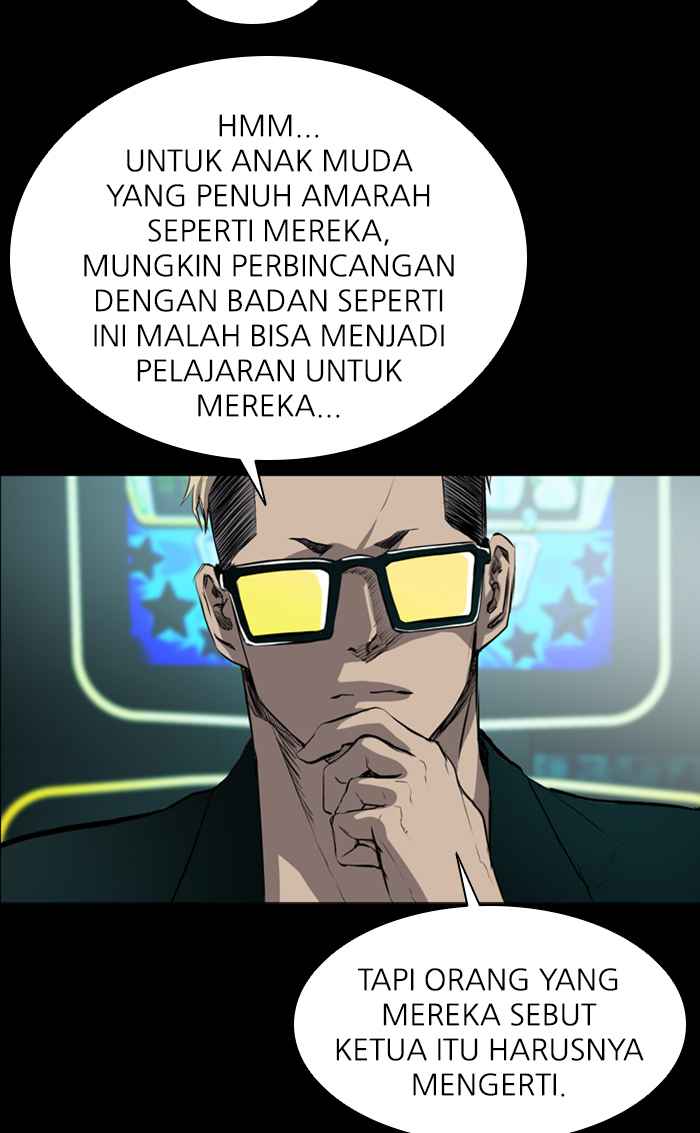 HMM...
UNTUK ANAK MUDA
YANG PENUH AMARAH
SEPERTI MEREKA,
MUNGKIN PERBINCANGAN
DENGAN BADAN SEPERTI
INI MALAH BISA MENJADI
PELAJARAN UNTUK
MEREKA...
TAPI ORANG YANG
MEREKA SEBUT
KETUA ITU HARUSNYA
MENGERTI.